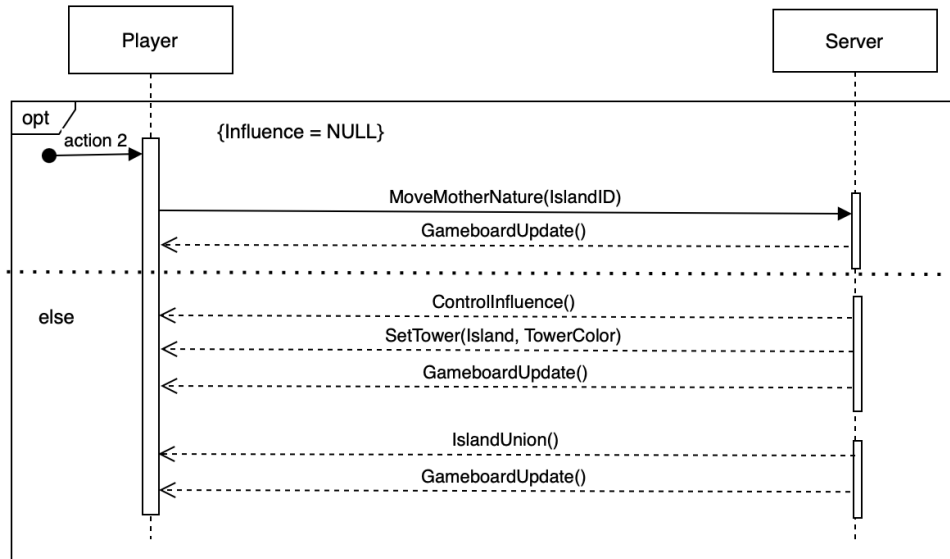 Player
Server
opt
action 2
{Influence = NULL}
MoveMotherNature(IslandID)
GameboardUpdate()
else
ControlInfluence()
SetTower(Island, TowerColor)
GameboardUpdate()
IslandUnion()
GameboardUpdate()